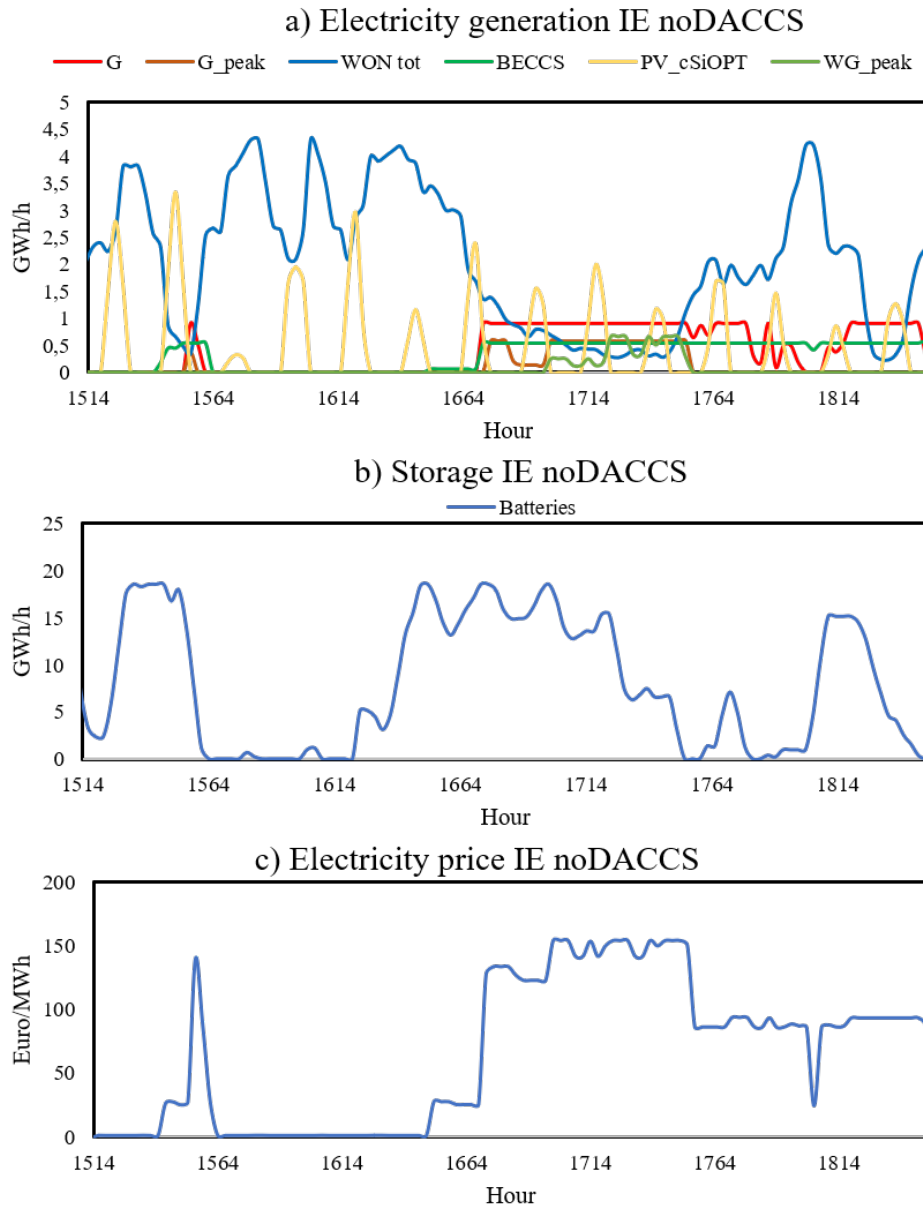 a) Electricity generation IE noDACCS
G G_peak WON tot BECCS PV_cSiOPT WG_peak
5
4,5
4
3,5
3
2,5
2
1,5
1
0,5
0
GWh/h
1514 1564 1614 1664 1714 1764 1814
Hour
b) Storage IE noDACCS
Batteries
25
20
15
10
5
0
GWh/h
1514 1564 1614 1664 1714 1764 1814
Hour
c) Electricity price IE noDACCS
200
150
100
50
0
Euro/MWh
1514 1564 1614 1664 1714 1764 1814
Hour